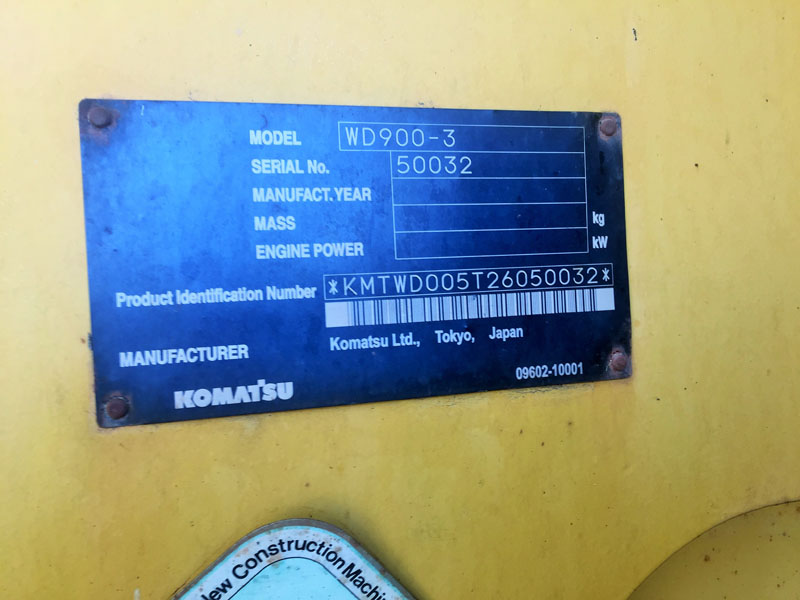 MODEL WD900-3
SERIAL No. 50032
MANUFACT.YEAR
MASS kg
ENGINE POWER kW
Product Identification Number *KMTWD005T26050032*
MANUFACTURER Komatsu Ltd., Tokyo, Japan
KOMATSU 09602-10001
New Construction Machi